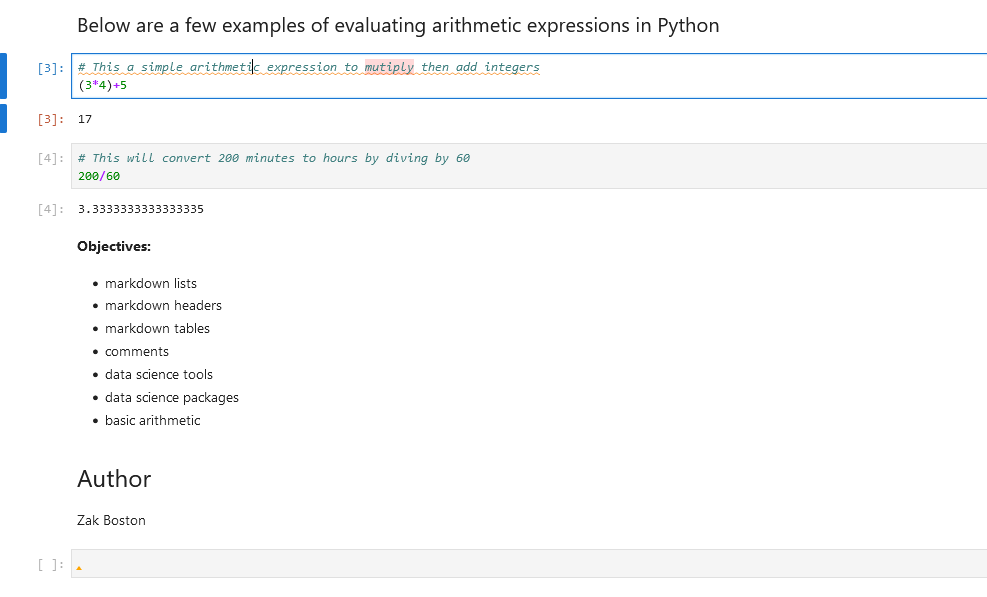 Below are a few examples of evaluating arithmetic expressions in Python
[3]: # This a simple arithmetic expression to mutiply then add integers
(3*4)+5
[3]: 17
[4]: # This will convert 200 minutes to hours by diving by 60
200/60
[4]: 3.3333333333333335
Objectives:
• markdown lists
• markdown headers
• markdown tables
• comments
• data science tools
• data science packages
• basic arithmetic
Author
Zak Boston
[ ]: